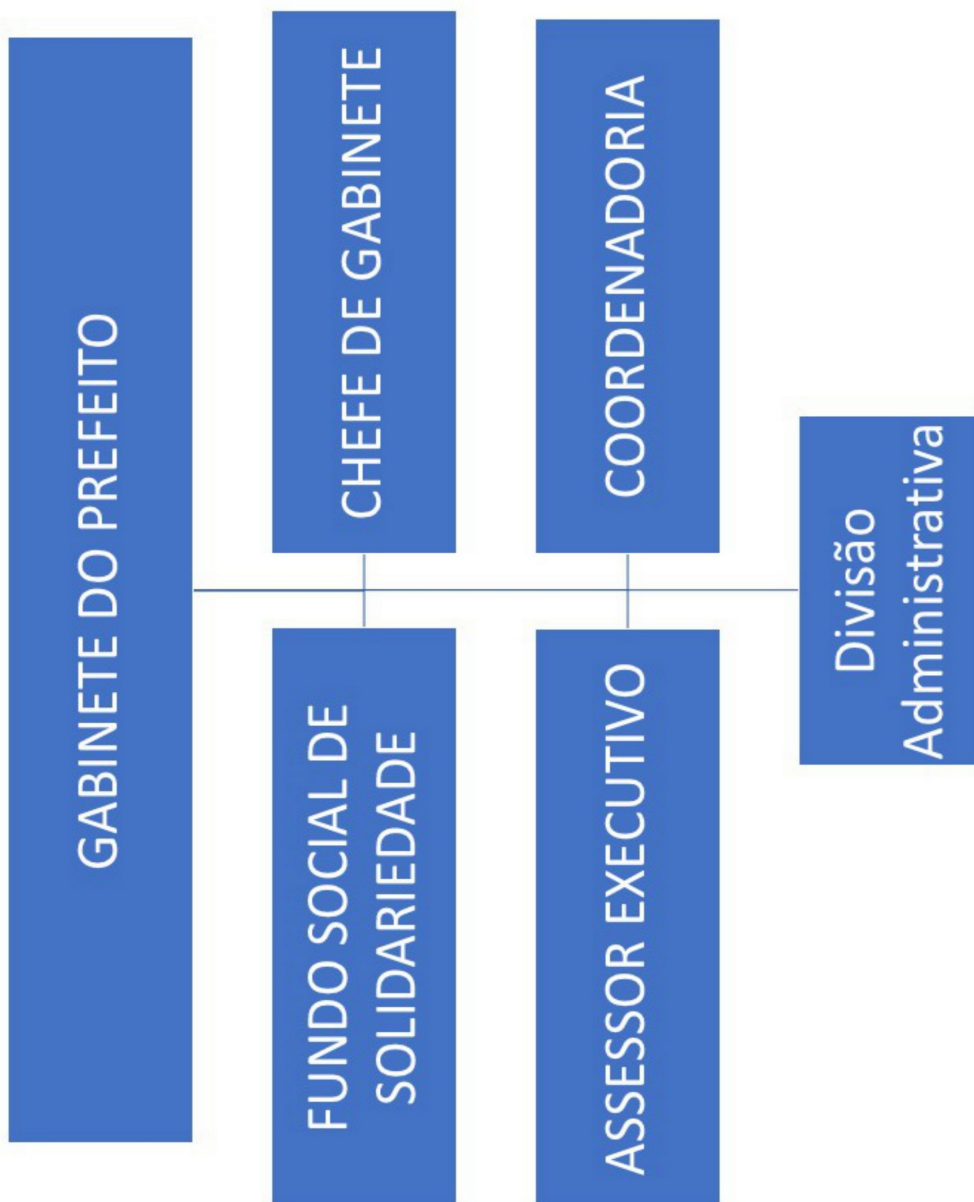 GABINETE DO PREFEITO
FUNDO SOCIAL DE
SOLIDARIEDADE
CHEFE DE GABINETE
ASSESSOR EXECUTIVO
COORDENADORIA
Divisão
Administrativa